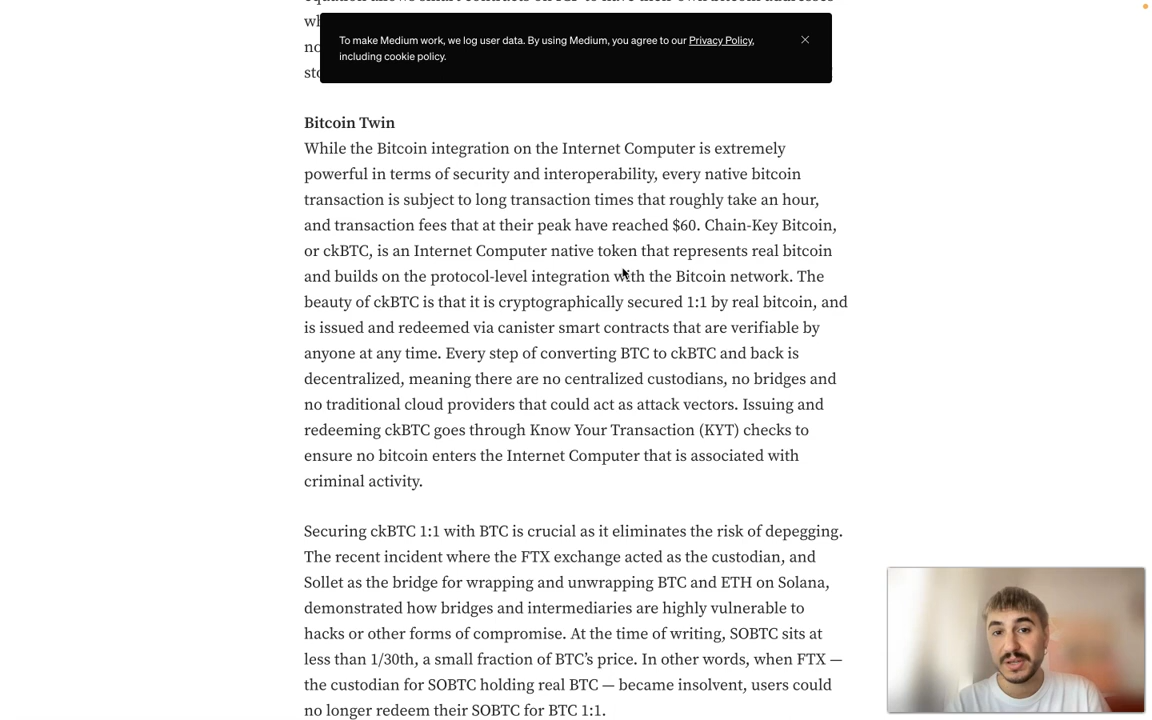 To make Medium work, we log user data. By using Medium, you agree to our Privacy Policy,
including cookie policy.
Bitcoin Twin
While the Bitcoin integration on the Internet Computer is extremely
powerful in terms of security and interoperability, every native bitcoin
transaction is subject to long transaction times that roughly take an hour,
and transaction fees that at their peak have reached $60. Chain-Key Bitcoin,
or ckBTC, is an Internet Computer native token that represents real bitcoin
and builds on the protocol-level integration with the Bitcoin network. The
beauty of ckBTC is that it is cryptographically secured 1:1 by real bitcoin, and
is issued and redeemed via canister smart contracts that are verifiable by
anyone at any time. Every step of converting BTC to ckBTC and back is
decentralized, meaning there are no centralized custodians, no bridges and
no traditional cloud providers that could act as attack vectors. Issuing and
redeeming ckBTC goes through Know Your Transaction (KYT) checks to
ensure no bitcoin enters the Internet Computer that is associated with
criminal activity.
Securing ckBTC 1:1 with BTC is crucial as it eliminates the risk of depegging.
The recent incident where the FTX exchange acted as the custodian, and
Sollet as the bridge for wrapping and unwrapping BTC and ETH on Solana,
demonstrated how bridges and intermediaries are highly vulnerable to
hacks or other forms of compromise. At the time of writing, SOBTC sits at
less than 1/30th, a small fraction of BTC’s price. In other words, when FTX —
the custodian for SOBTC holding real BTC — became insolvent, users could
no longer redeem their SOBTC for BTC 1:1.